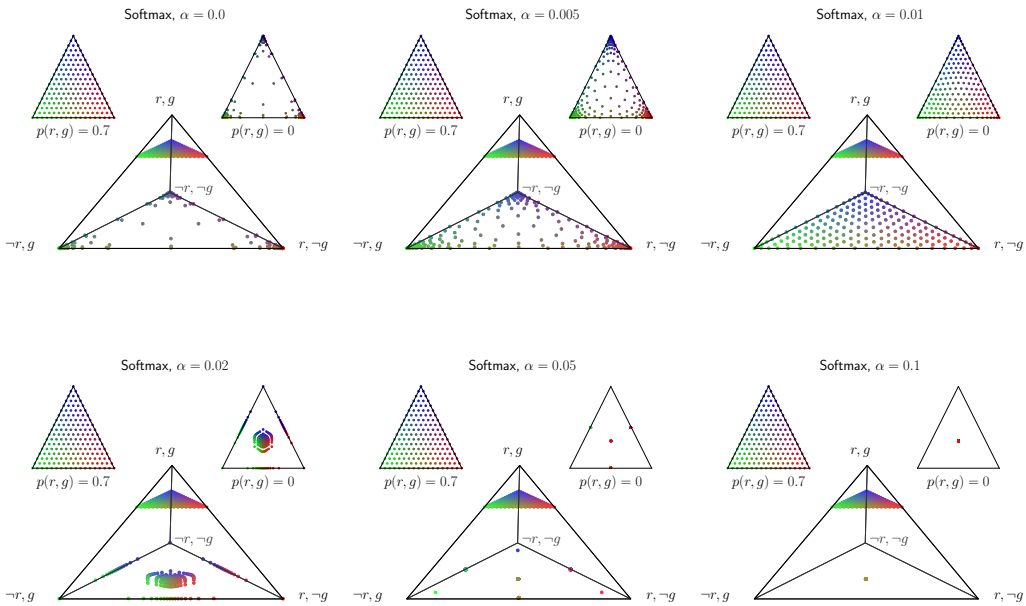 Softmax, α = 0.0
p(r, g) = 0.7
p(r, g) = 0
r, g
¬r, ¬g
¬r, g
r, ¬g
Softmax, α = 0.005
p(r, g) = 0.7
p(r, g) = 0
r, g
¬r, ¬g
¬r, g
r, ¬g
Softmax, α = 0.01
p(r, g) = 0.7
p(r, g) = 0
r, g
¬r, ¬g
¬r, g
r, ¬g
Softmax, α = 0.02
p(r, g) = 0.7
p(r, g) = 0
r, g
¬r, ¬g
¬r, g
r, ¬g
Softmax, α = 0.05
p(r, g) = 0.7
p(r, g) = 0
r, g
¬r, ¬g
¬r, g
r, ¬g
Softmax, α = 0.1
p(r, g) = 0.7
p(r, g) = 0
r, g
¬r, ¬g
¬r, g
r, ¬g